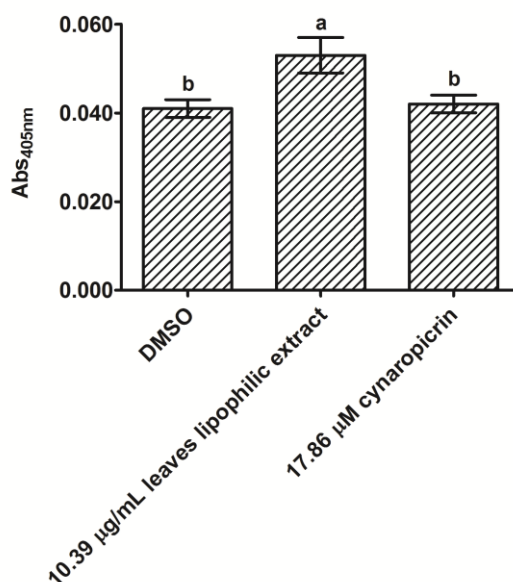 0.060
0.040
0.020
0.000
Abs405nm
b
a
b
DMSO
10.39 µg/mL leaves lipophilic extract
17.86 µM cynaropicrin